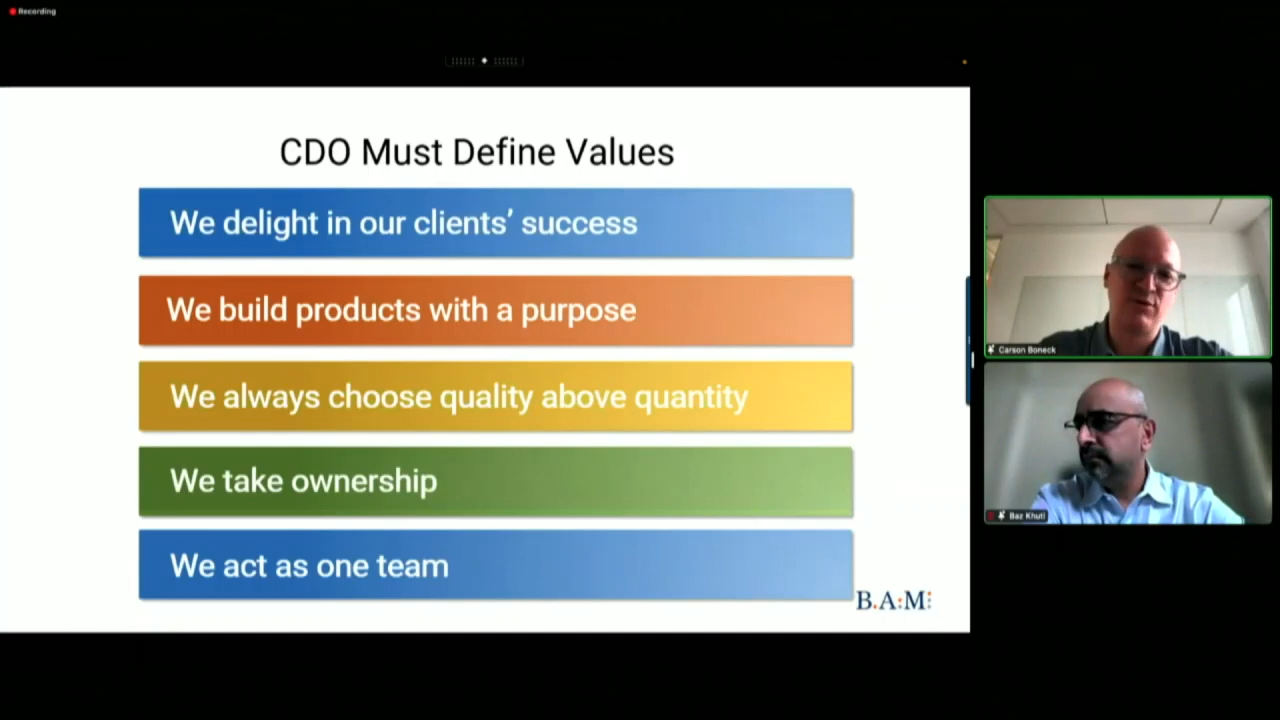 Recording
CDO Must Define Values
We delight in our clients’ success
We build products with a purpose
We always choose quality above quantity
We take ownership
We act as one team
B.A:M
Carson Boneck
Baz Khuti